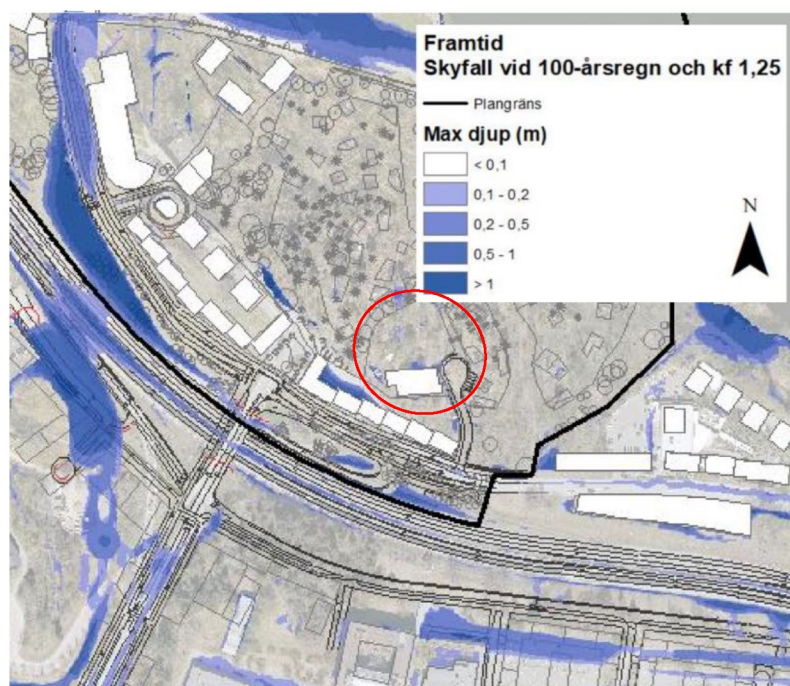 Framtid
Skyfall vid 100-årsregn och kf 1,25
Plangräns
Max djup (m)
< 0,1
0,1 - 0,2
0,2 - 0,5
0,5 - 1
> 1
N